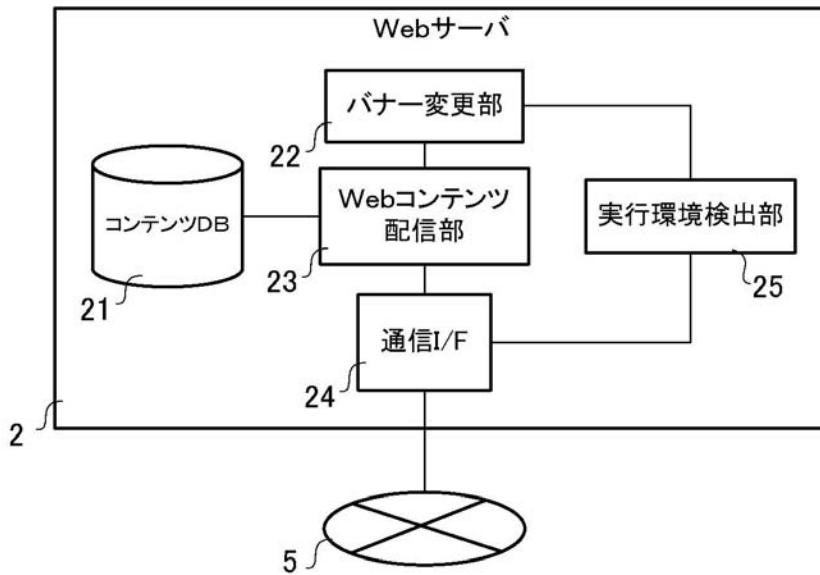 Webサーバ
バナー変更部
22
コンテンツDB
21
Webコンテンツ
配信部
23
実行環境検出部
25
通信I/F
24
2
5